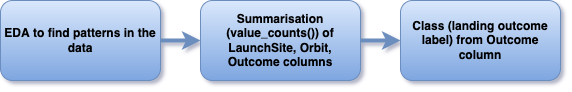 EDA to find patterns in the
data
Summarisation
(value_counts()) of
LaunchSite, Orbit,
Outcome columns
Class (landing outcome
label) from Outcome
column